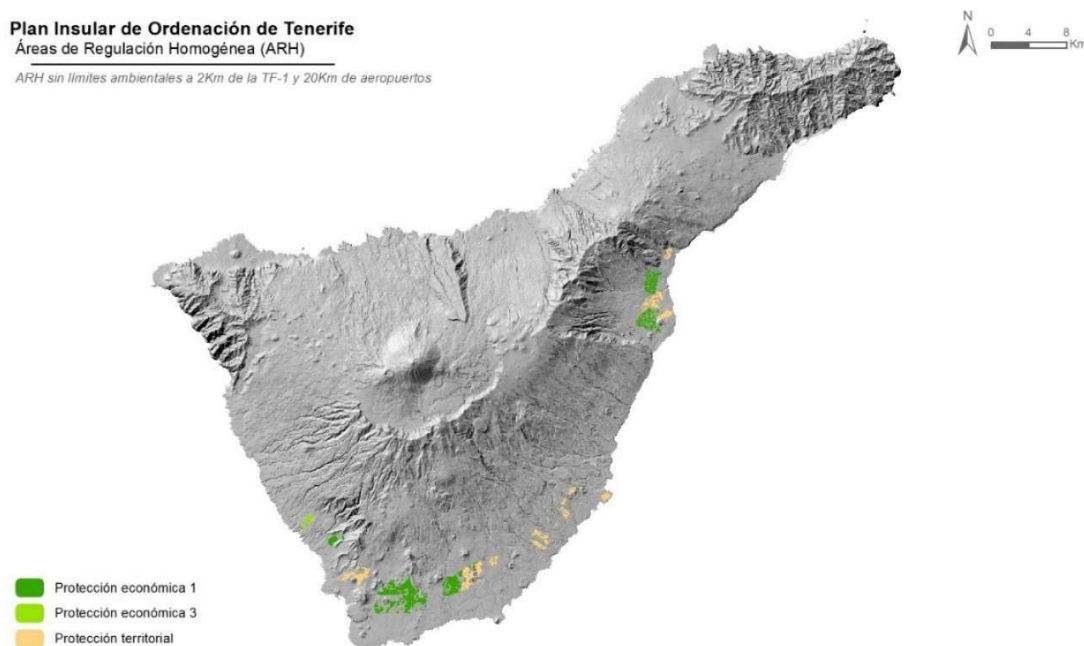 Plan Insular de Ordenación de Tenerife
Áreas de Regulación Homogénea (ARH)
ARH sin límites ambientales a 2Km de la TF-1 y 20Km de aeropuertos
N
0 4 8
Km
Protección económica 1
Protección económica 3
Protección territorial